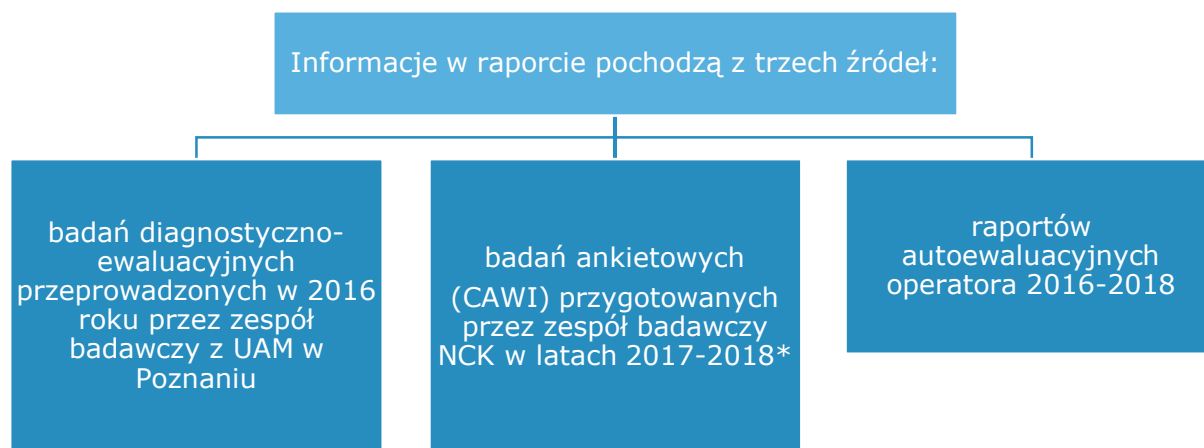 Informacje w raporcie pochodzą z trzech źródeł:
badań diagnostyczno-
ewaluacyjnych
przeprowadzonych w 2016
roku przez zespół
badawczy z UAM w
Poznaniu
badań ankietowych
(CAWI) przygotowanych
przez zespół badawczy
NCK w latach 2017-2018*
raportów
autoewaluacyjnych
operatora 2016-2018